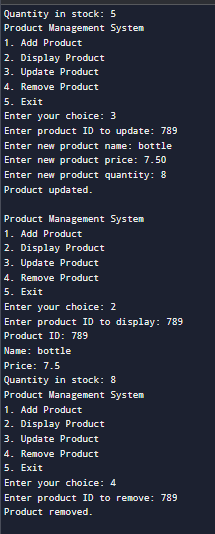 Quantity in stock: 5
Product Management System
1. Add Product
2. Display Product
3. Update Product
4. Remove Product
5. Exit
Enter your choice: 3
Enter product ID to update: 789
Enter new product name: bottle
Enter new product price: 7.50
Enter new product quantity: 8
Product updated.

Product Management System
1. Add Product
2. Display Product
3. Update Product
4. Remove Product
5. Exit
Enter your choice: 2
Enter product ID to display: 789
Product ID: 789
Name: bottle
Price: 7.5
Quantity in stock: 8
Product Management System
1. Add Product
2. Display Product
3. Update Product
4. Remove Product
5. Exit
Enter your choice: 4
Enter product ID to remove: 789
Product removed.